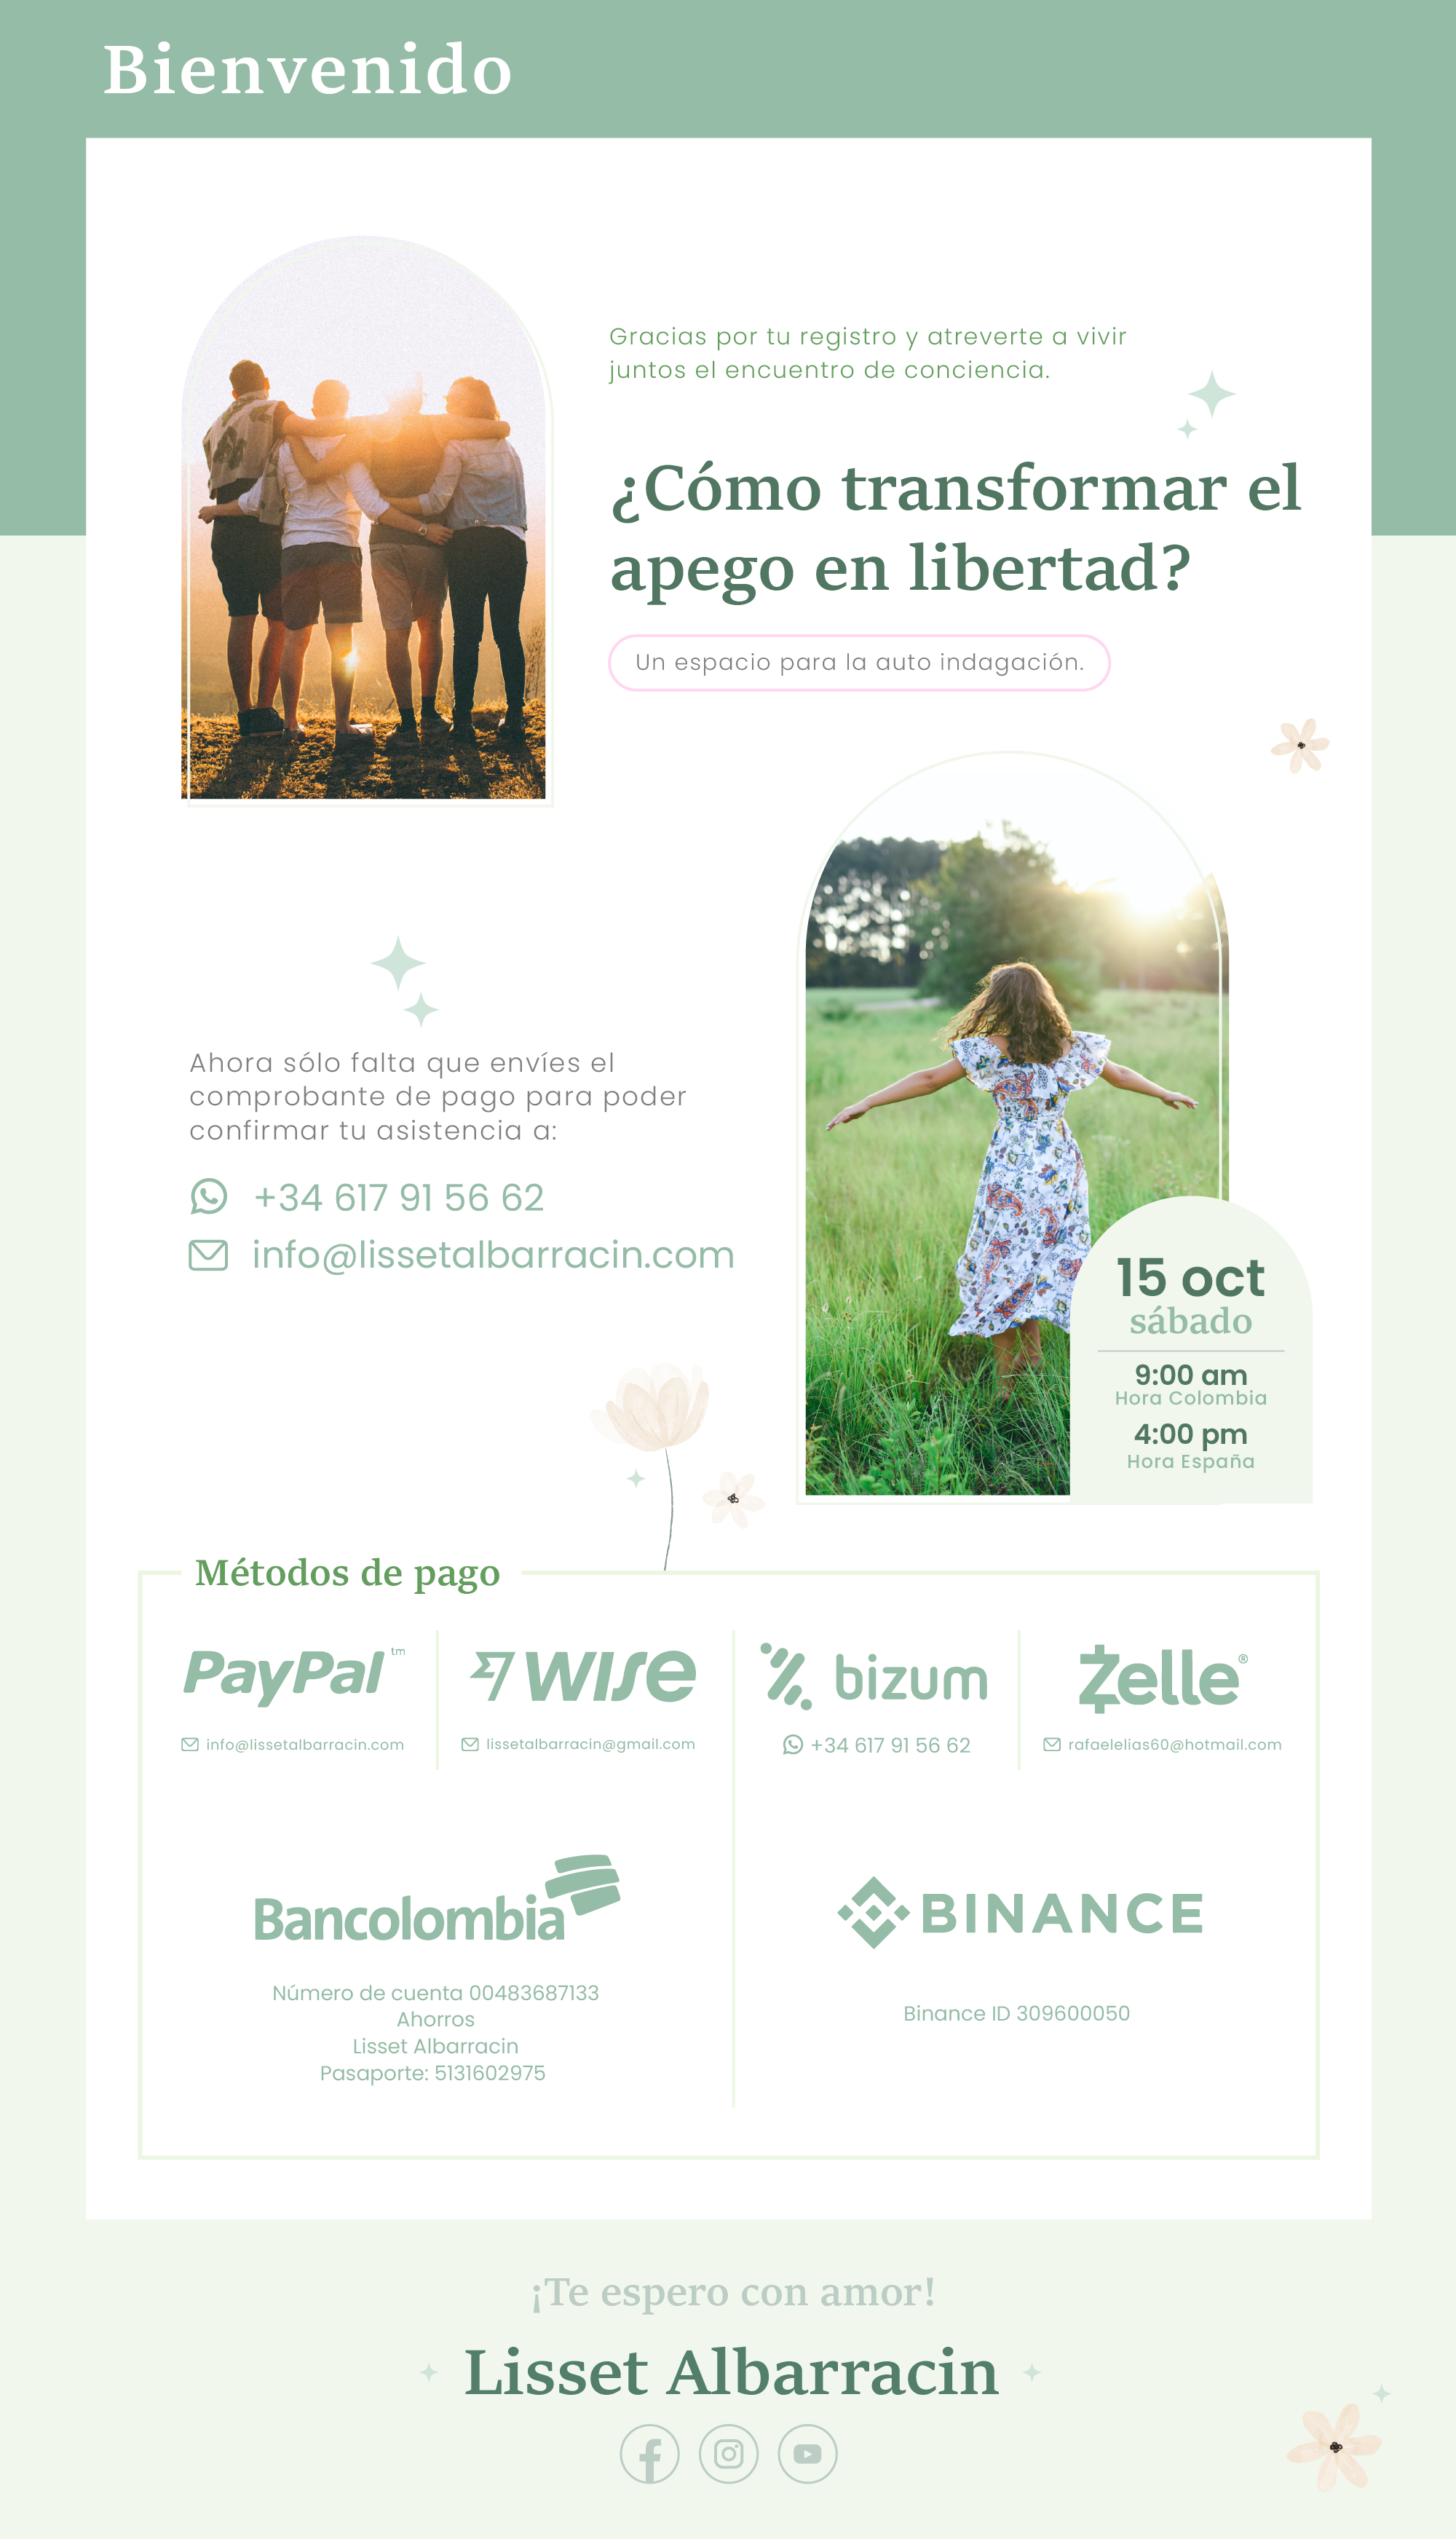 Bienvenido
Gracias por tu registro y atreverte a vivir
juntos el encuentro de conciencia.
¿Cómo transformar el
apego en libertad?
Un espacio para la auto indagación.
Ahora sólo falta que envíes el
comprobante de pago para poder
confirmar tu asistencia a:
+34 617 91 56 62
info@lissetalbarracin.com
15 oct
sábado
9:00 am
Hora Colombia
4:00 pm
Hora España
Métodos de pago
PayPal tm
info@lissetalbarracin.com
WISE
lissetalbarracin@gmail.com
bizum
+34 617 91 56 62
Zelle®
rafaelelias60@hotmail.com
Bancolombia
Número de cuenta 00483687133
Ahorros
Lisset Albarracin
Pasaporte: 5131602975
BINANCE
Binance ID 309600050
¡Te espero con amor!
Lisset Albarracin